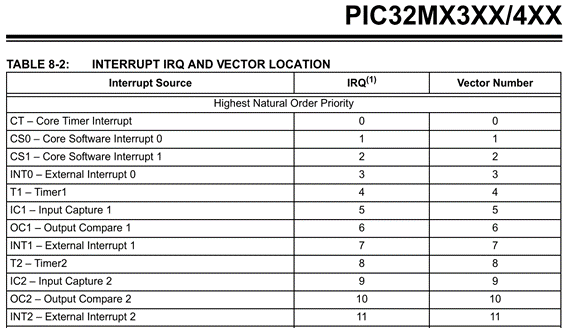 PIC32MX3XX/4XX
TABLE 8-2: INTERRUPT IRQ AND VECTOR LOCATION
Interrupt Source IRQ(1) Vector Number
Highest Natural Order Priority
CT – Core Timer Interrupt 0 0
CS0 – Core Software Interrupt 0 1 1
CS1 – Core Software Interrupt 1 2 2
INT0 – External Interrupt 0 3 3
T1 – Timer1 4 4
IC1 – Input Capture 1 5 5
OC1 – Output Compare 1 6 6
INT1 – External Interrupt 1 7 7
T2 – Timer2 8 8
IC2 – Input Capture 2 9 9
OC2 – Output Compare 2 10 10
INT2 – External Interrupt 2 11 11